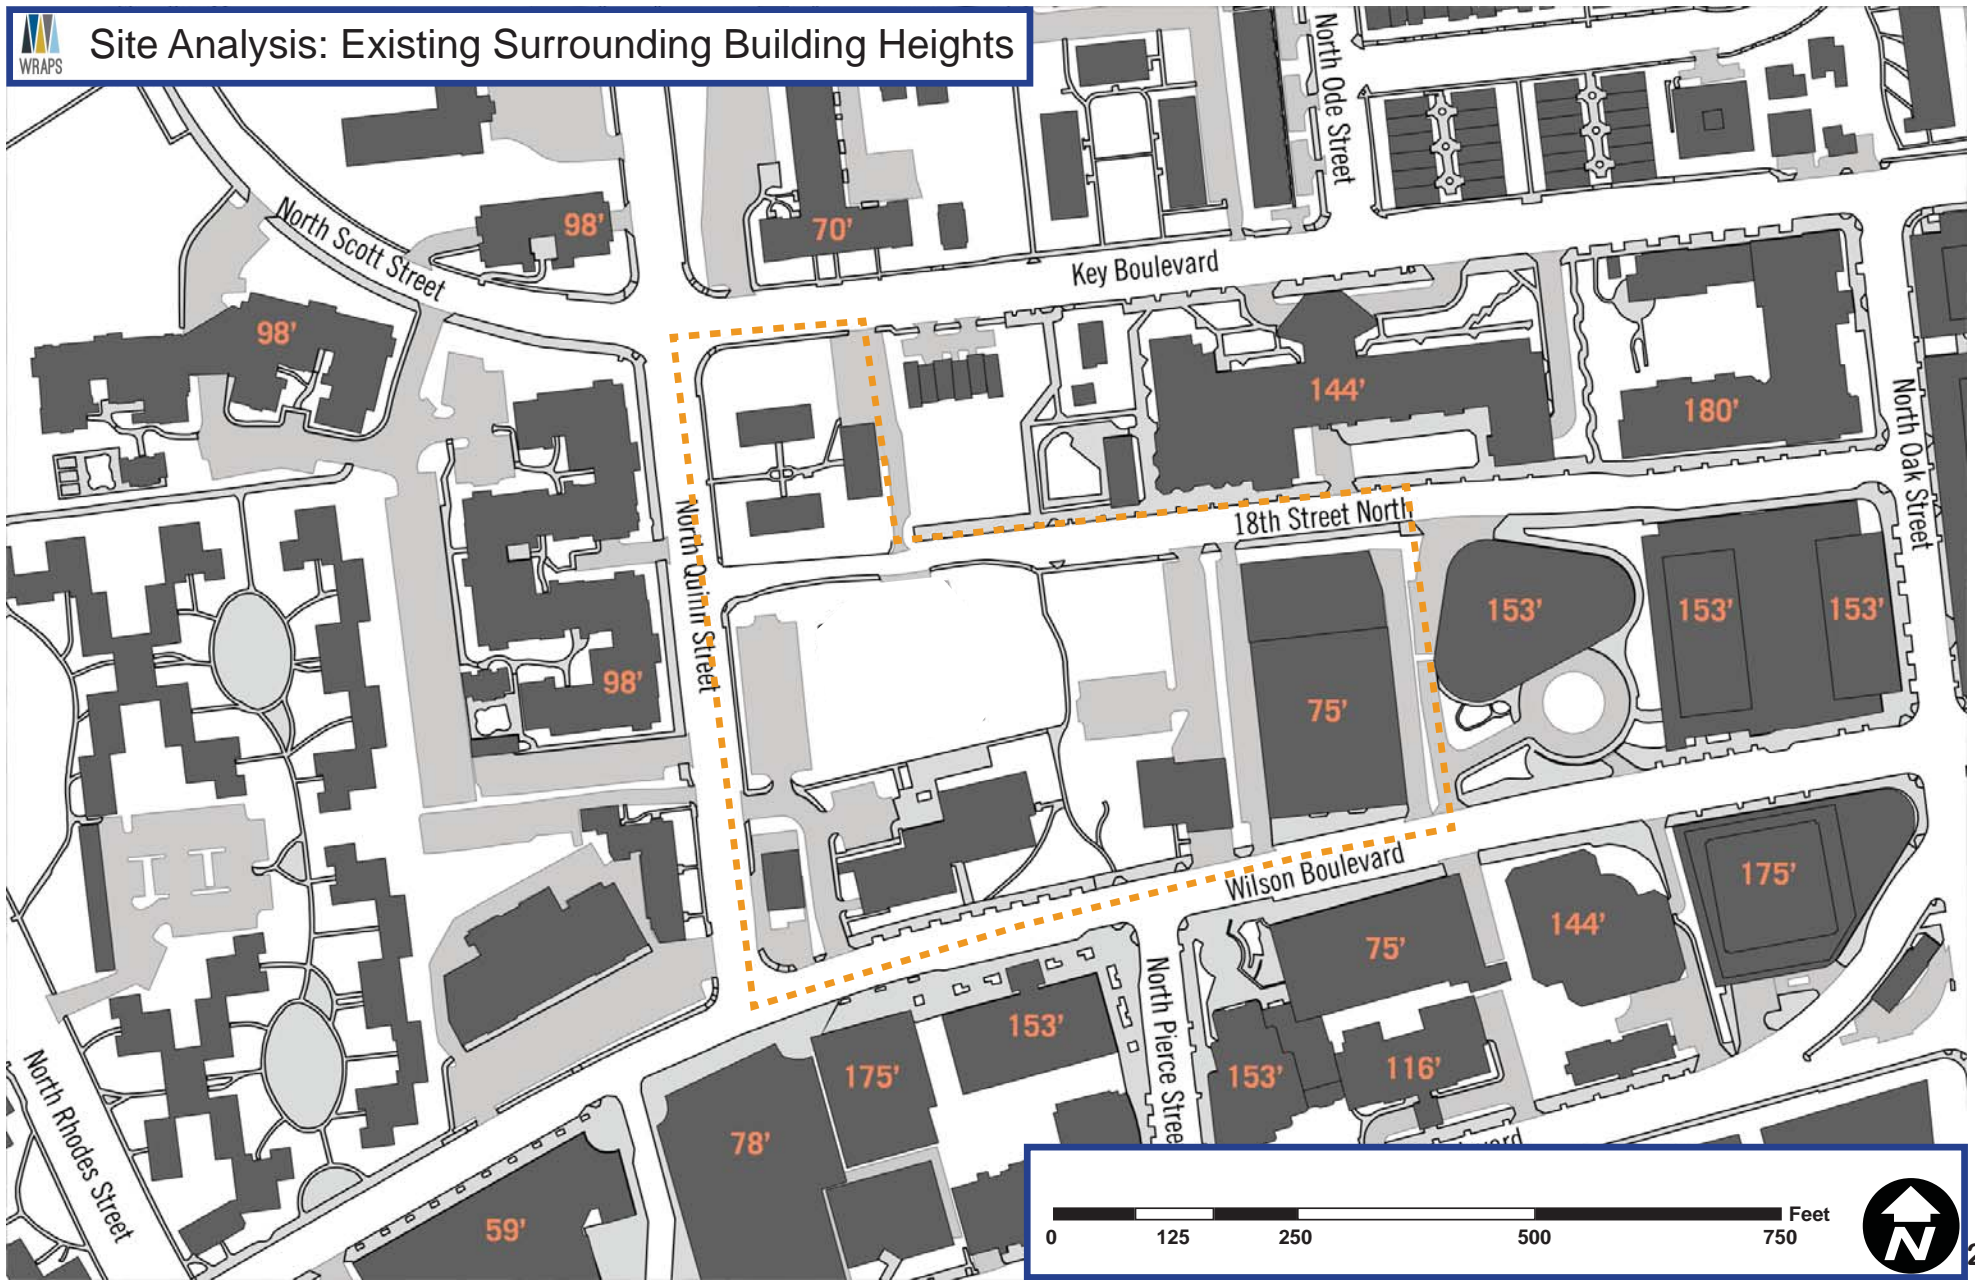 WRAPS
Site Analysis: Existing Surrounding Building Heights
North Ode Street
98'
70'
North Scott Street
Key Boulevard
98'
144'
180'
North Oak Street
18th Street North
North Quinn Street
153'
153'
153'
98'
75'
Wilson Boulevard
175'
75'
144'
North Pierce Stree
153'
175'
153'
116'
North Rhodes Street
78'
59'
Feet
0 125 250 500 750
N
2